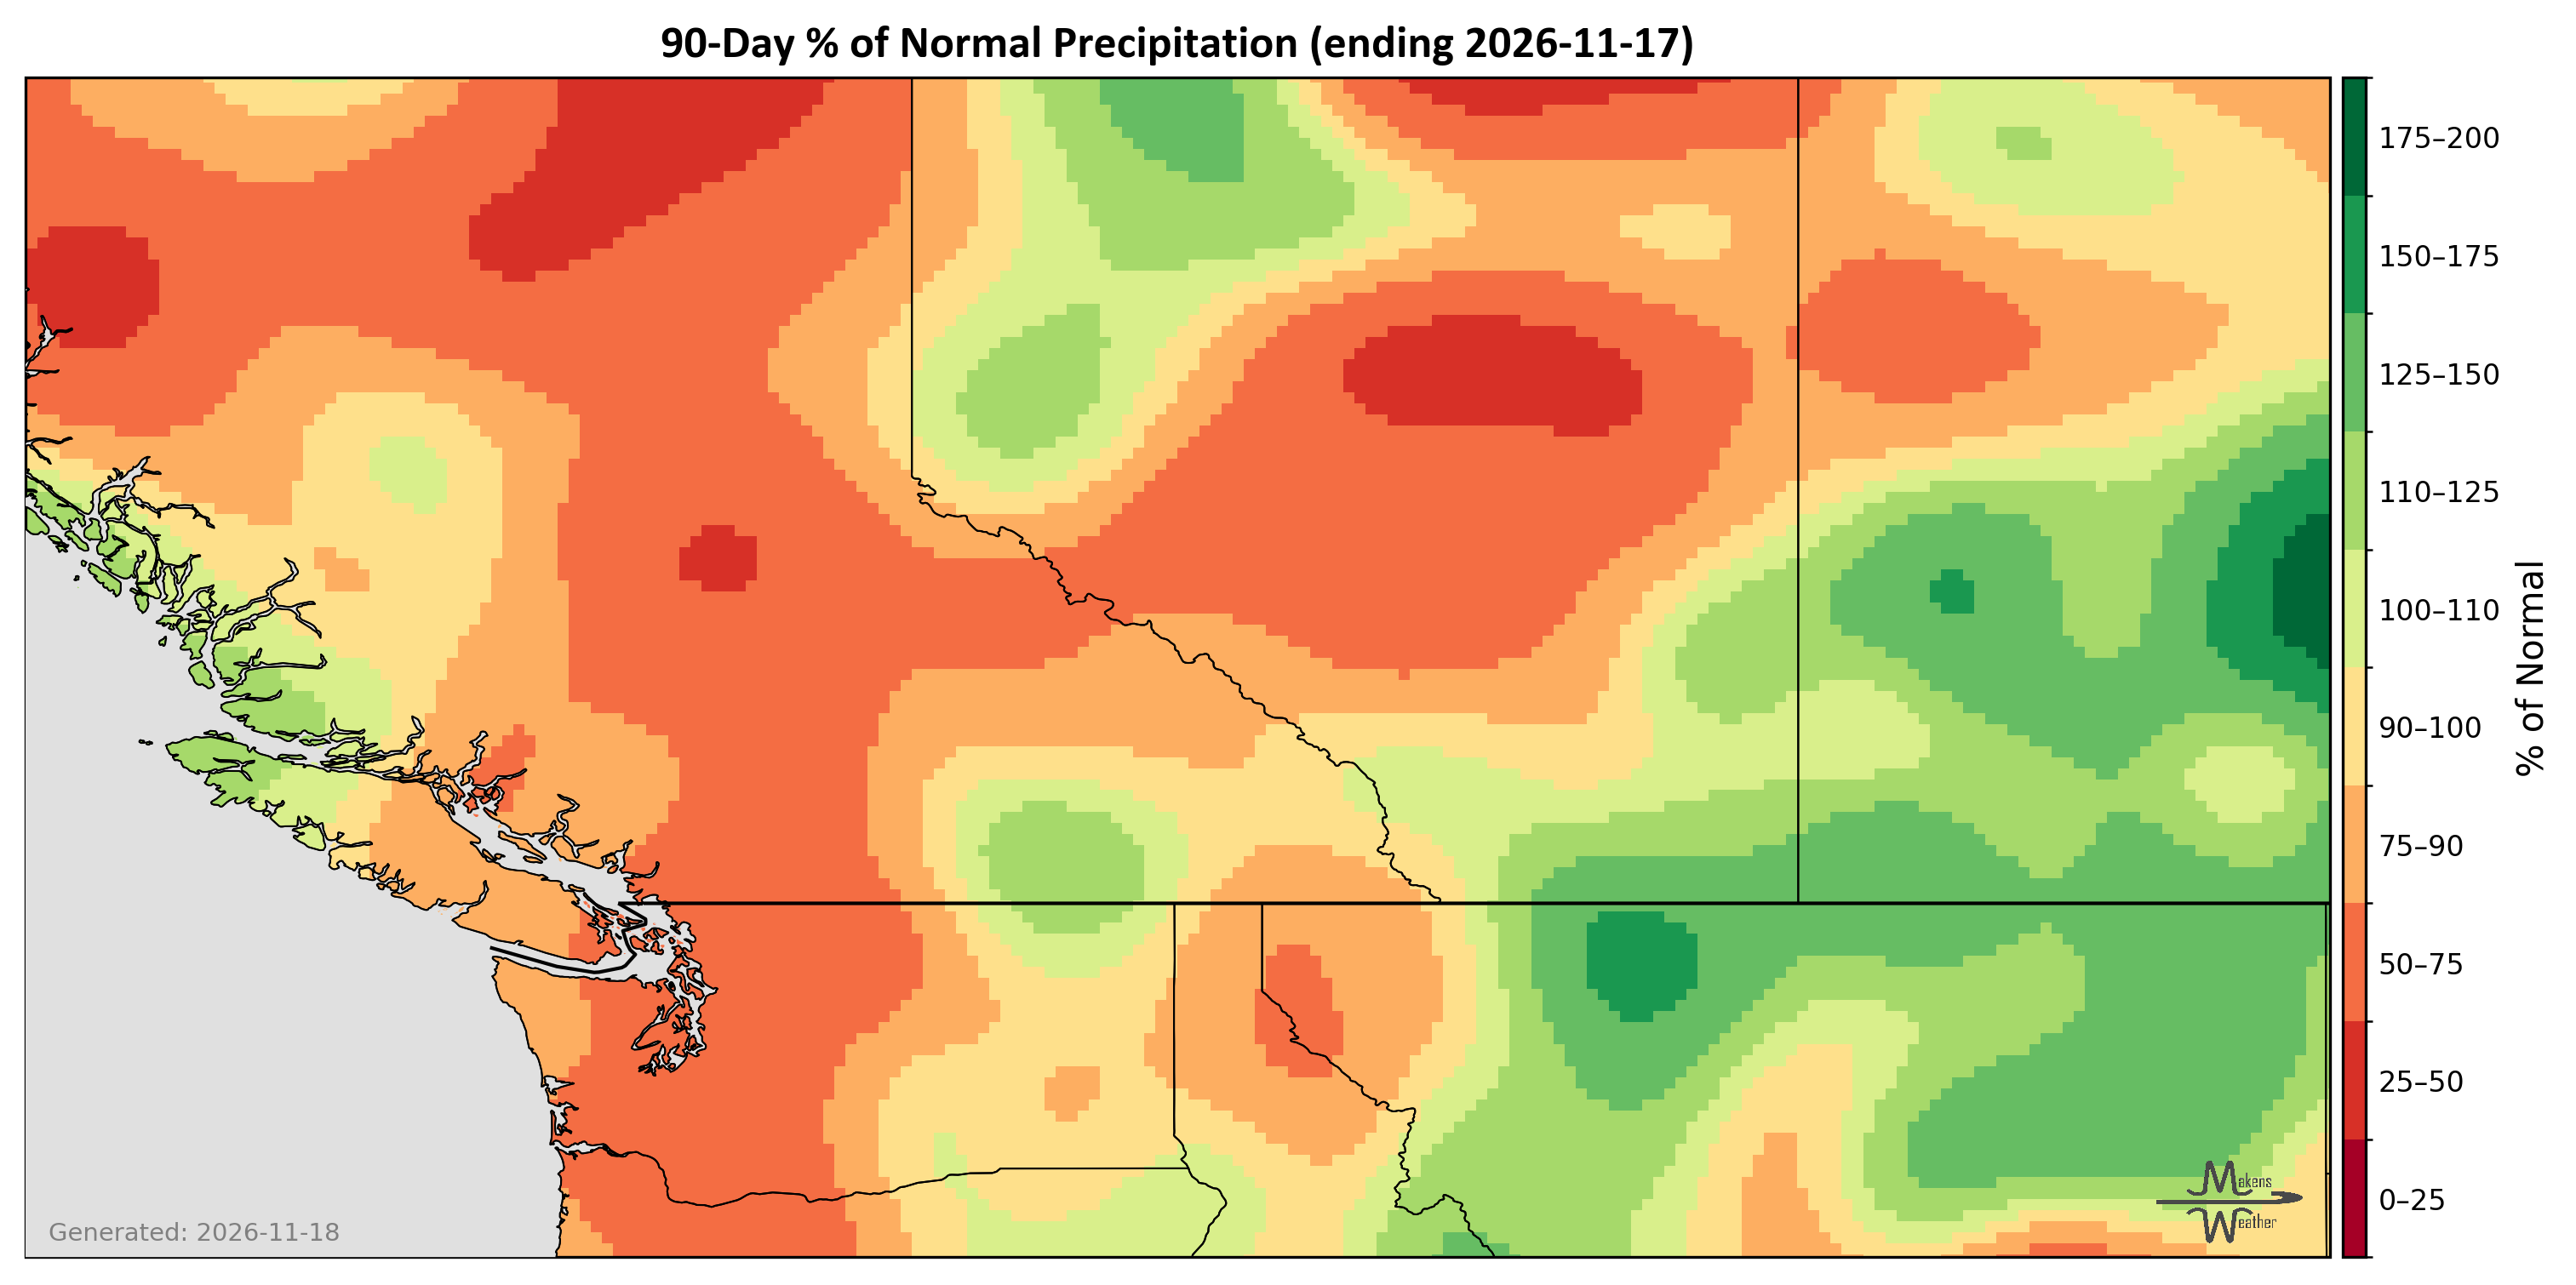 90-Day % of Normal Precipitation (ending 2026-11-17)
175–200
150–175
125–150
110–125
100–110
90–100
75–90
50–75
25–50
0–25
% of Normal
Makens
Weather
Generated: 2026-11-18